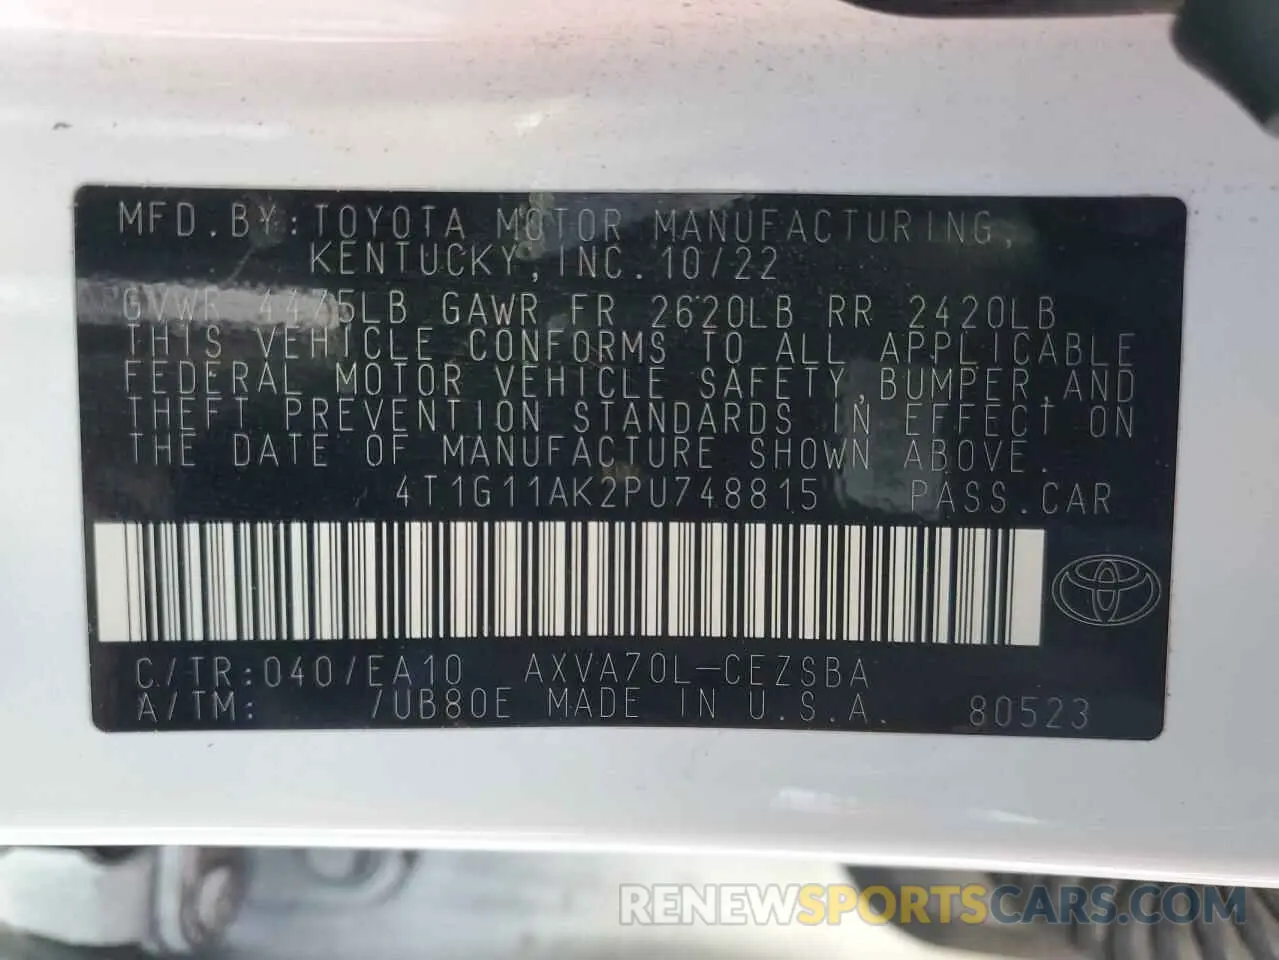 MFD.BY:TOYOTA MOTOR MANUFACTURING,
KENTUCKY,INC.10/22
GVWR 4475LB GAWR FR 2620LB RR 2420LB
THIS VEHICLE CONFORMS TO ALL APPLICABLE
FEDERAL MOTOR VEHICLE SAFETY,BUMPER,AND
THEFT PREVENTION STANDARDS IN EFFECT ON
THE DATE OF MANUFACTURE SHOWN ABOVE.
4T1G11AK2PU748815 PASS.CAR
C/TR:040/EA10 AXVA70L-CEZSBA
A/TM: /UB80E MADE IN U.S.A. 80523
RENEWSPORTSCARS.COM